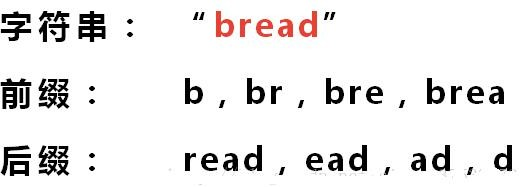 字符串： “bread”
前缀： b , br , bre , brea
后缀： read , ead , ad , d